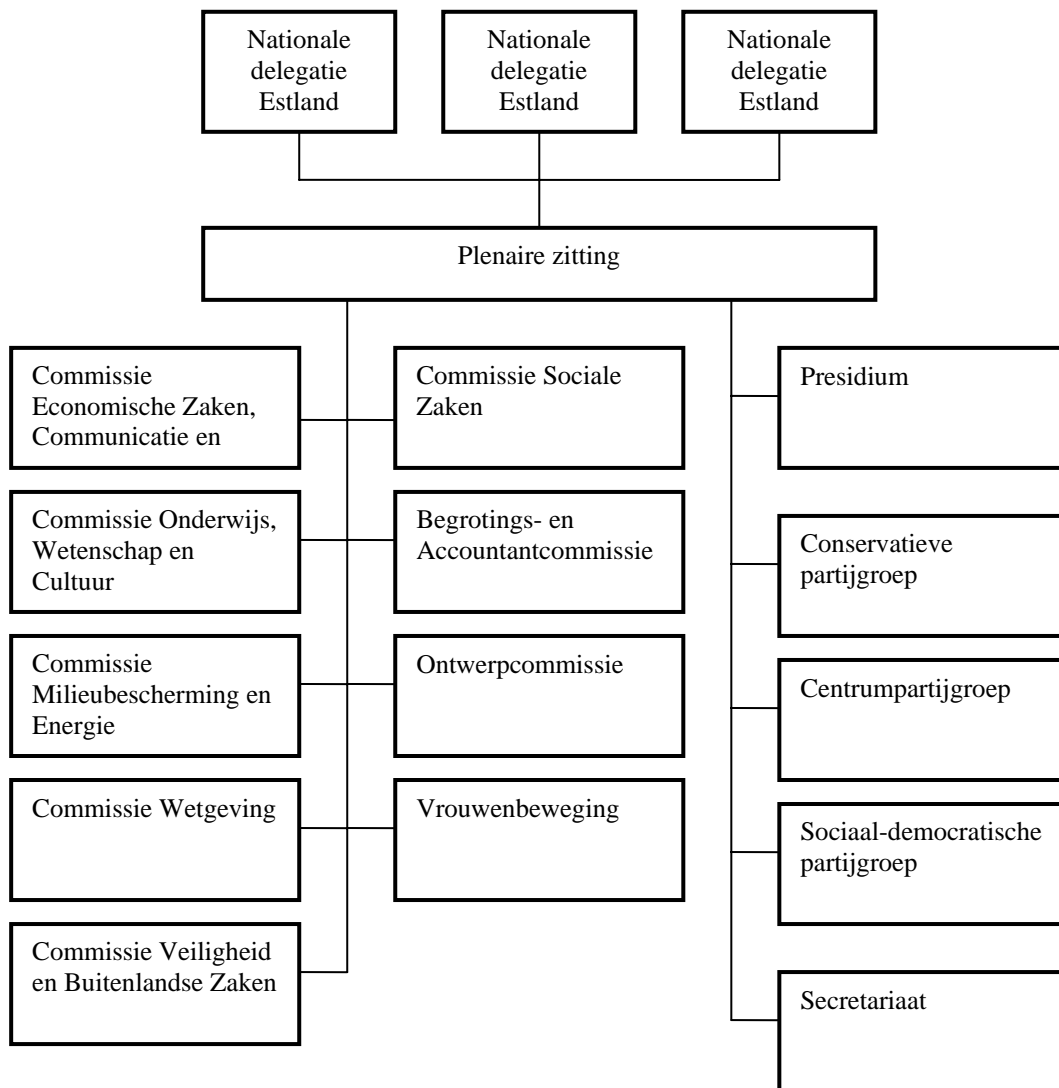 Nationale
delegatie
Estland
Nationale
delegatie
Estland
Nationale
delegatie
Estland
Plenaire zitting
Commissie
Economische Zaken,
Communicatie en
Commissie Sociale
Zaken
Presidium
Commissie Onderwijs,
Wetenschap en
Cultuur
Begrotings- en
Accountantcommissie
Conservatieve
partijgroep
Commissie
Milieubescherming en
Energie
Ontwerpcommissie
Centrumpartijgroep
Commissie Wetgeving
Vrouwenbeweging
Sociaal-democratische
partijgroep
Commissie Veiligheid
en Buitenlandse Zaken
Secretariaat